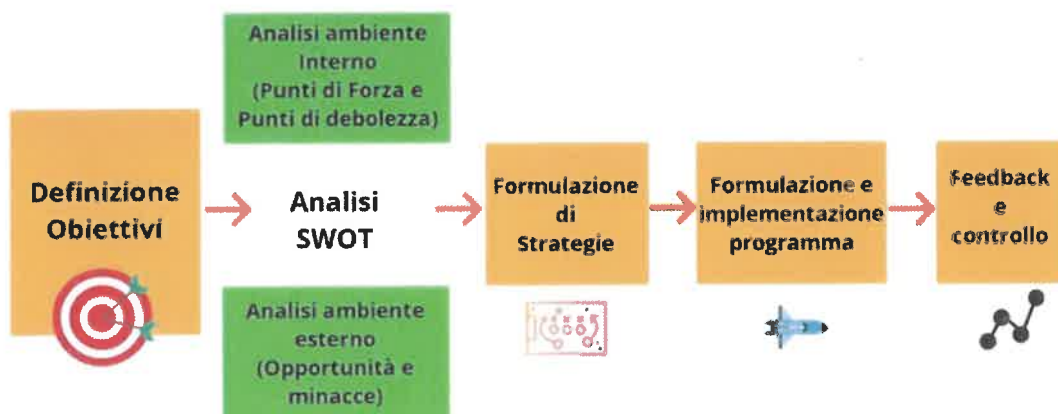 Analisi ambiente
Interno
(Punti di Forza e
Punti di debolezza)
Definizione
Obiettivi
Analisi
SWOT
Formulazione
di
Strategie
Formulazione e
implementazione
programma
Feedback
e
controllo
Analisi ambiente
esterno
(Opportunità e
minacce)